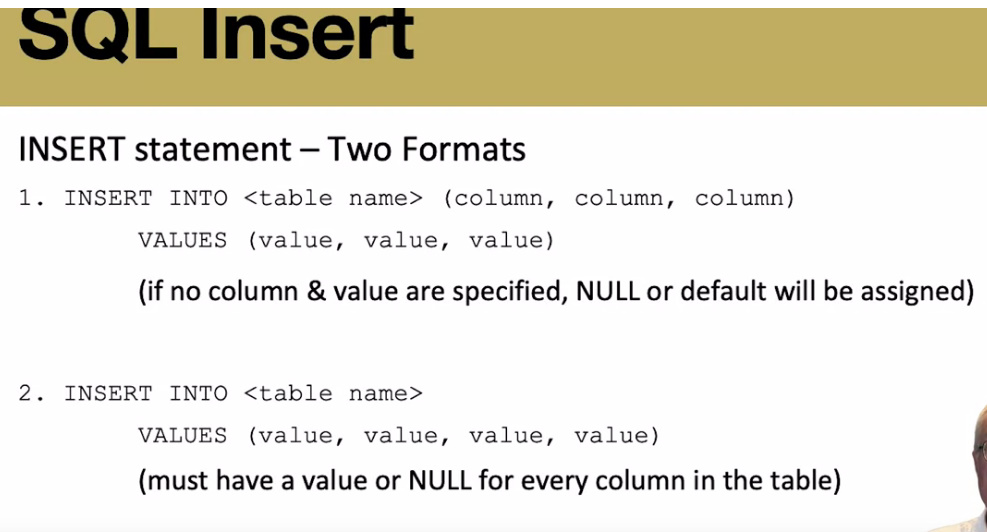 SQL Insert
INSERT statement – Two Formats
1. INSERT INTO <table name> (column, column, column)
VALUES (value, value, value)
(if no column & value are specified, NULL or default will be assigned)
2. INSERT INTO <table name>
VALUES (value, value, value, value)
(must have a value or NULL for every column in the table)